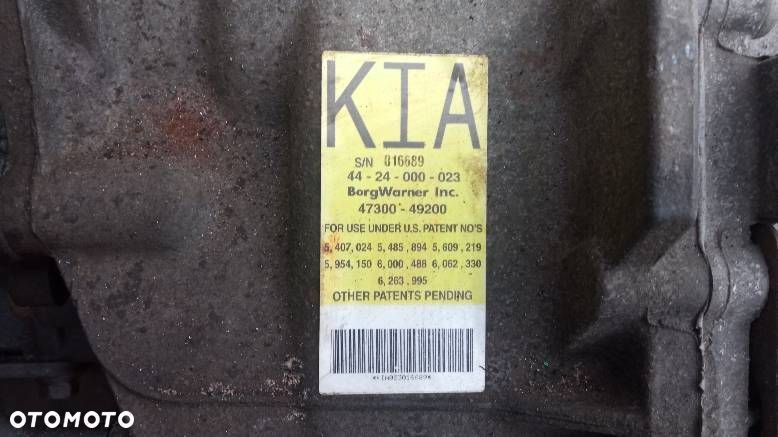 KIA
S/N 016689
44 - 24 - 000 - 023
BorgWarner Inc.
47300 - 49200
FOR USE UNDER U.S. PATENT NO'S
5, 407, 024 5, 485, 894 5, 609, 219
5, 954, 150 6, 000, 488 6, 062, 330
6, 263, 995
OTHER PATENTS PENDING
OTOMOTO